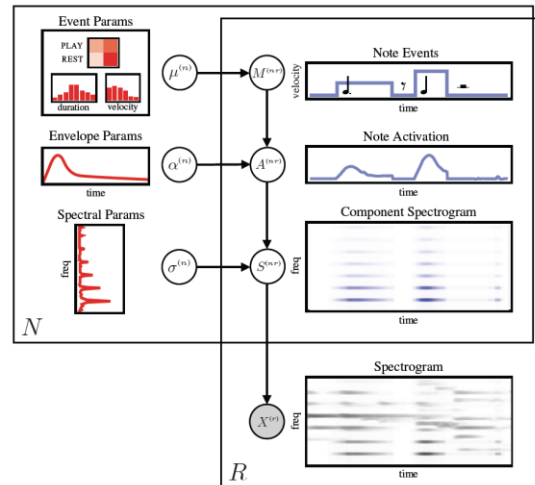 Event Params
PLAY
REST
duration
velocity
μ^(n)
M^(nr)
Note Events
velocity
time
Envelope Params
time
α^(n)
A^(nr)
Note Activation
time
Spectral Params
freq
σ^(n)
S^(nr)
Component Spectrogram
freq
time
N
Spectrogram
X^(r)
freq
time
R